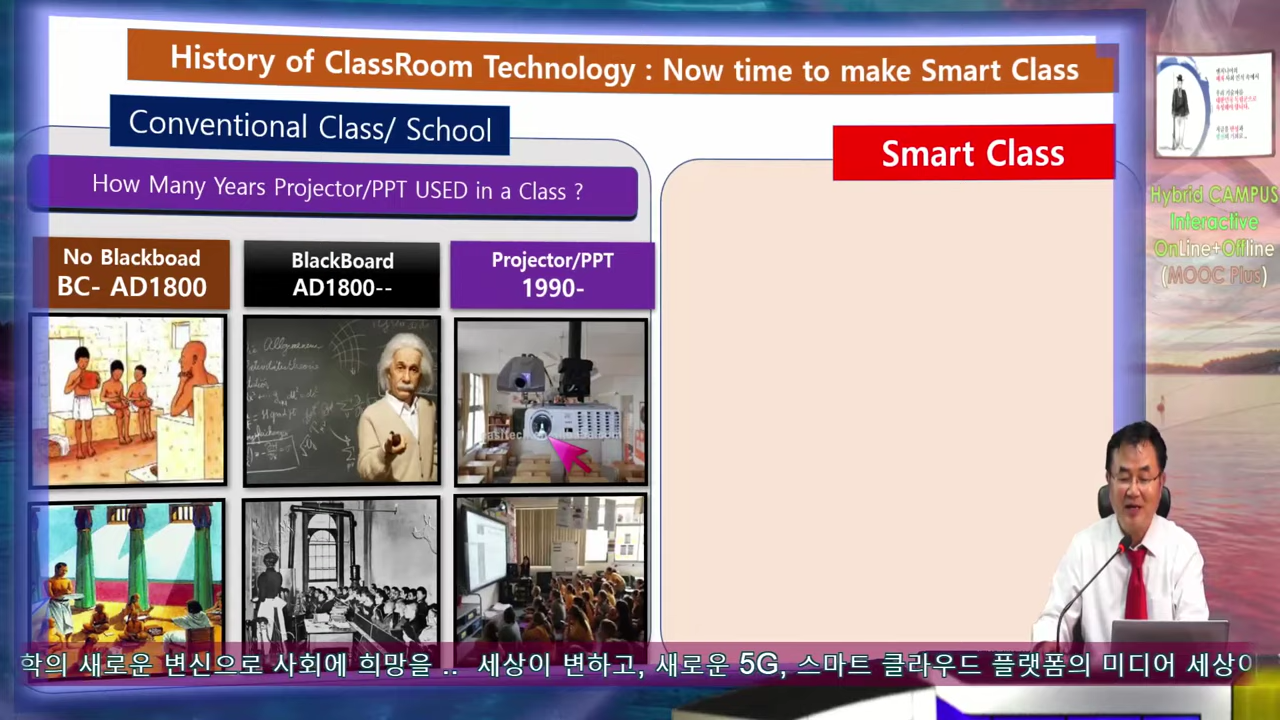 History of ClassRoom Technology : Now time to make Smart Class
Conventional Class/ School
How Many Years Projector/PPT USED in a Class ?
No Blackboad
BC- AD1800
BlackBoard
AD1800--
Projector/PPT
1990-
Smart Class
Hybrid CAMPUS
Interactive
OnLine+Offline
(MOOC Plus)
학의 새로운 변신으로 사회에 희망을 .. 세상이 변하고, 새로운 5G, 스마트 클라우드 플랫폼의 미디어 세상이